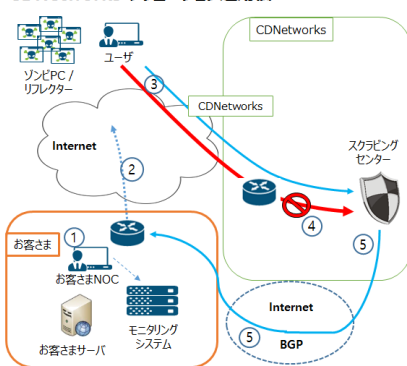 CDNetworks
ゾンビPC /
リフレクター
ユーザ
③
CDNetworks
Internet
②
スクラビング
センター
④
お客さま
①
⑤
お客さまNOC
お客さまサーバ
モニタリング
システム
Internet
⑤
BGP